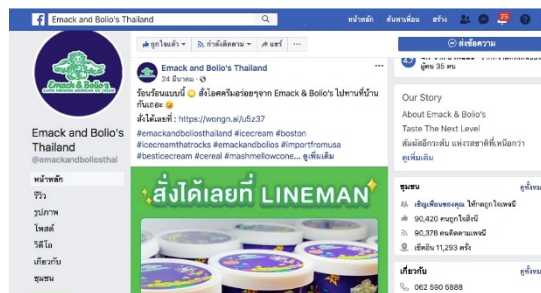 Emack and Bolio's Thailand
หน้าหลัก ค้นหาเพื่อน สร้าง 25
Emack & Bolio's
Emack and Bolio's
Thailand
@emackandboliosthai
หน้าหลัก
รีวิว
รูปภาพ
โพสต์
วิดีโอ
เกี่ยวกับ
ชุมชน
ถูกใจแล้ว กำลังติดตาม แชร์ ...
Emack and Bolio's Thailand
24 มีนาคม
ร้อนร้อนแบบนี้ สั่งไอศครีมอร่อยๆจาก Emack & Bolio's ไปทานที่บ้าน
กันเถอะ
สั่งได้เลยที่ : https://wongn.ai/u5z37
#emackandboliosthailand #icecream #boston
#icecreamthatrocks #emackandbolios #importfromusa
#besticecream #cereal #mashmellowcone... ดูเพิ่มเติม
สั่งได้เลยที่ LINEMAN
ส่งข้อความ
4.7
ผู้คน 35 คน
Our Story
About Emack & Bolio's
Taste The Next Level
สัมผัสอีกระดับ แห่งรสชาติที่เหนือกว่า
ดูเพิ่มเติม
ชุมชน ดูทั้งหมด
เชิญเพื่อนของคุณ ให้กดถูกใจเพจนี้
90,420 คนถูกใจสิ่งนี้
90,378 คนติดตามเพจนี้
เช็คอิน 11,293 ครั้ง
เกี่ยวกับ ดูทั้งหมด
062 590 5888